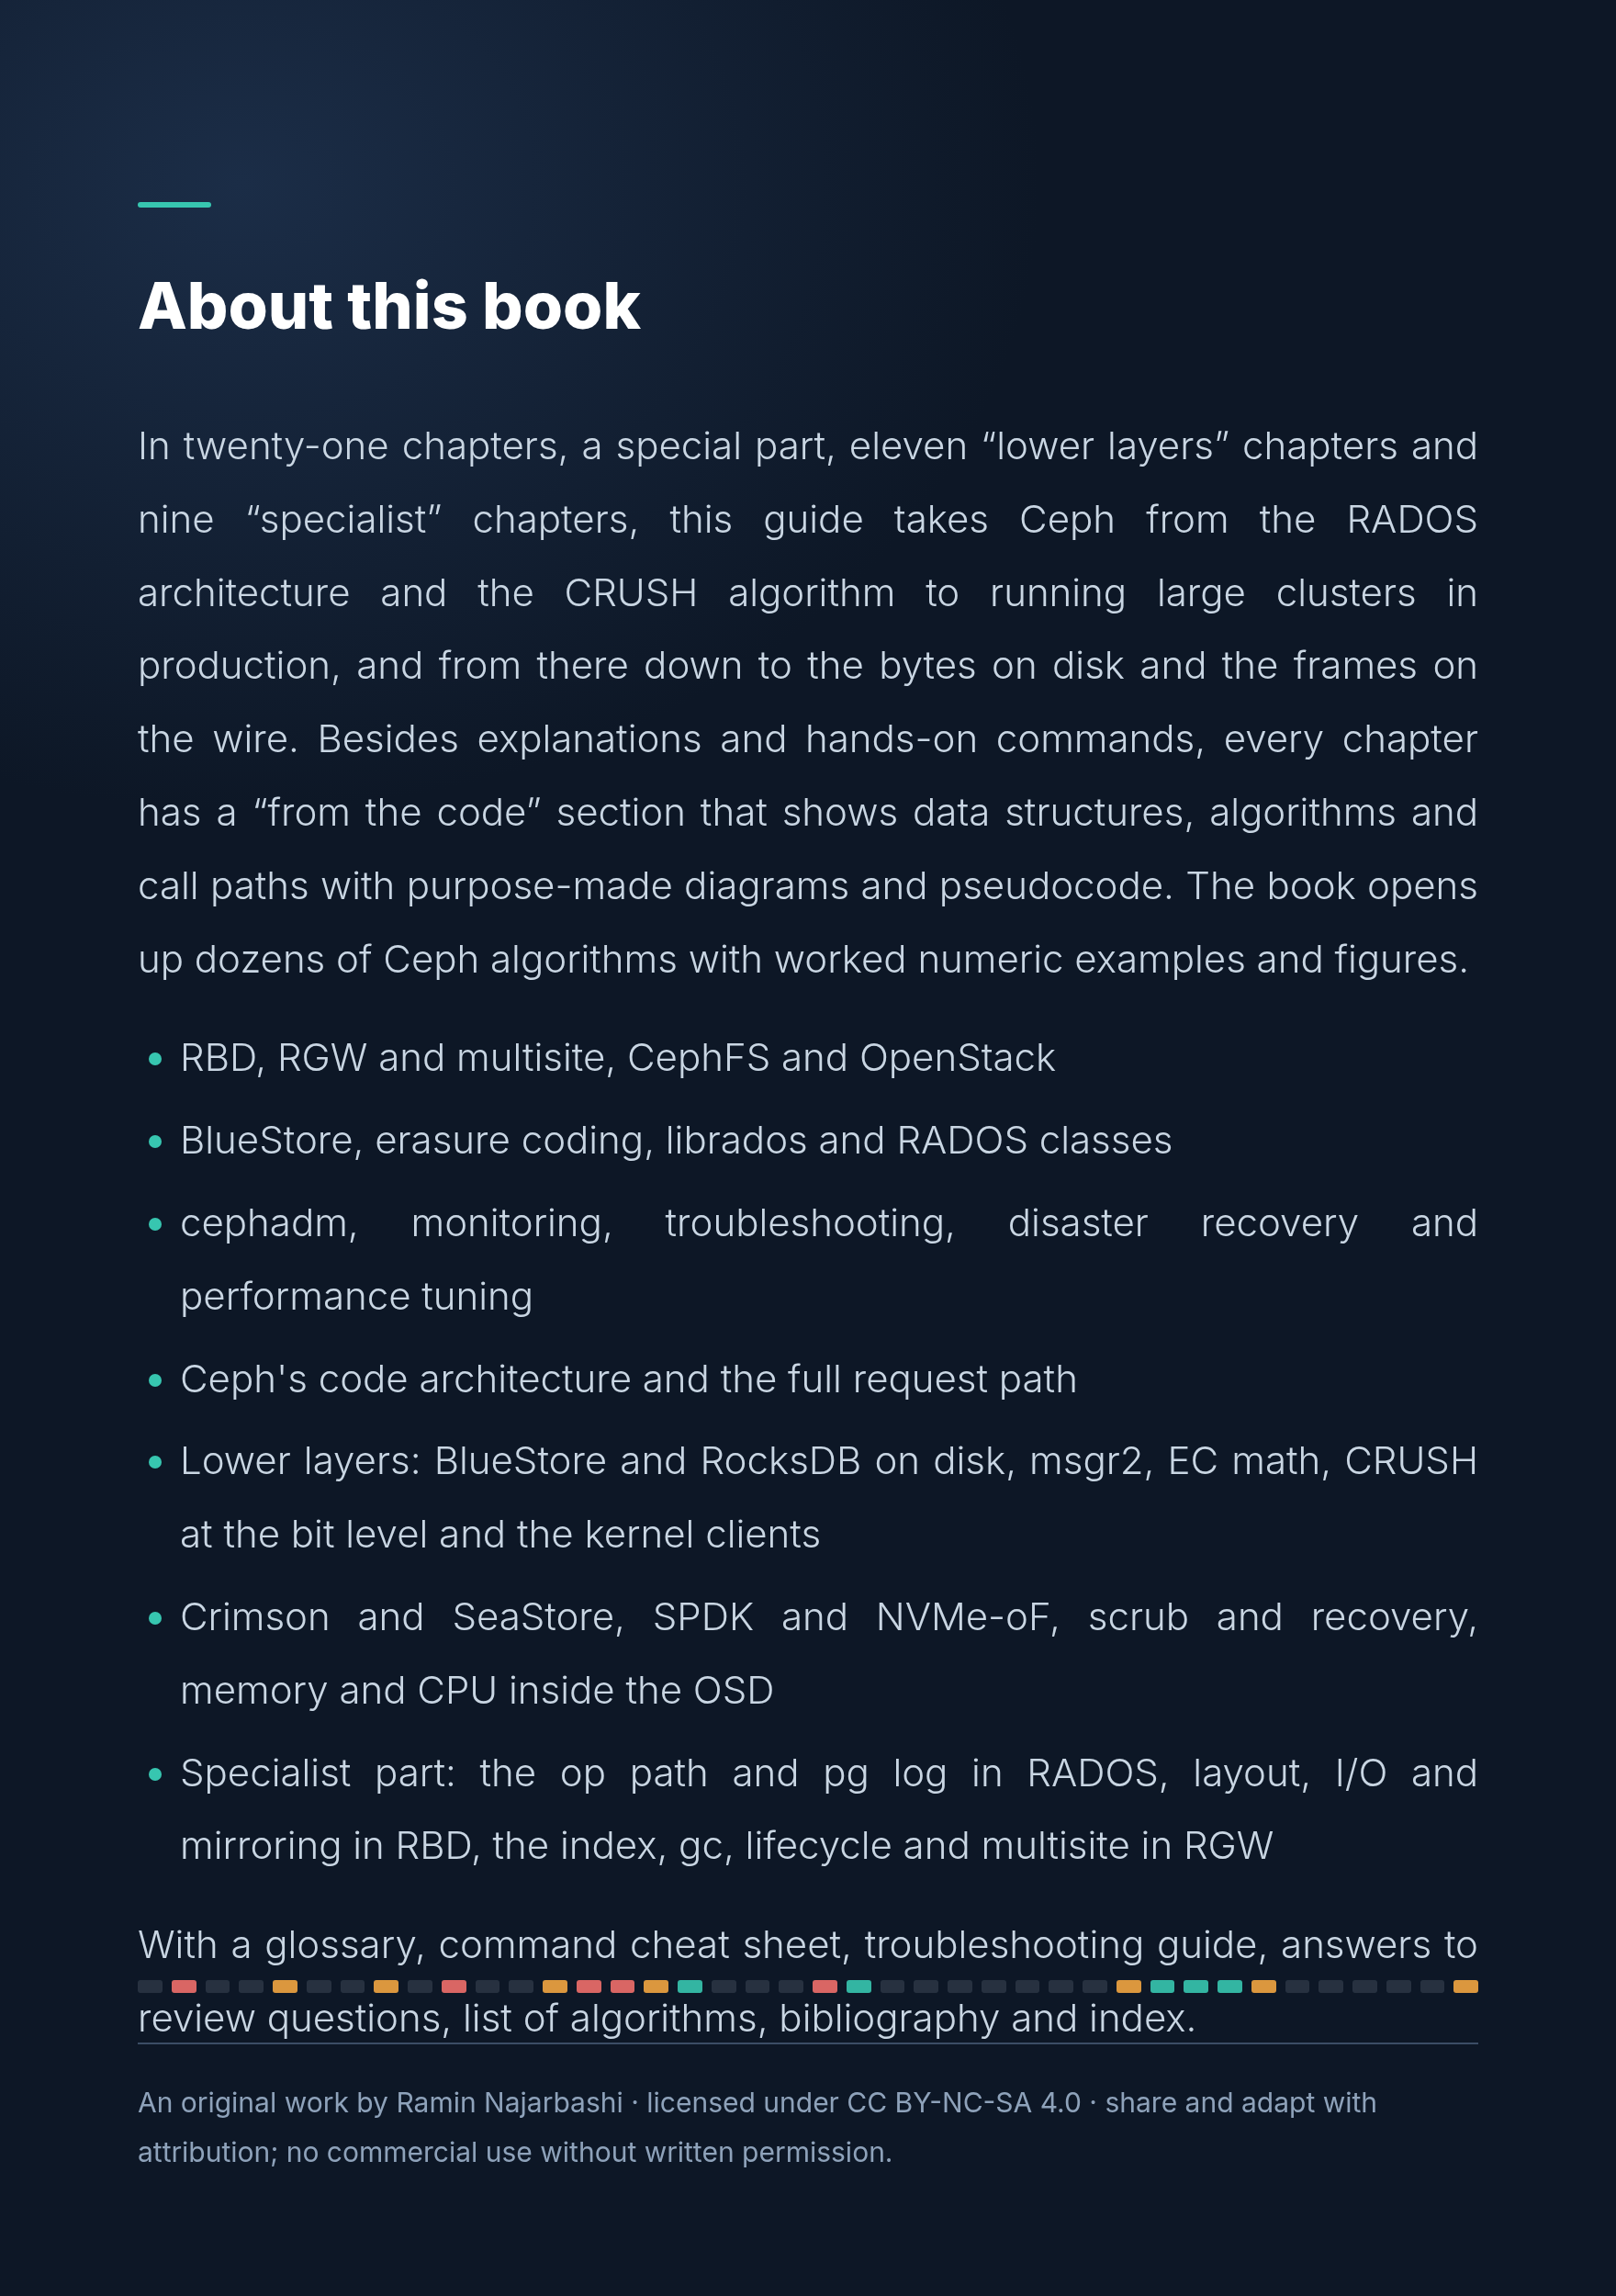 About this book
In twenty-one chapters, a special part, eleven “lower layers” chapters and
nine “specialist” chapters, this guide takes Ceph from the RADOS
architecture and the CRUSH algorithm to running large clusters in
production, and from there down to the bytes on disk and the frames on
the wire. Besides explanations and hands-on commands, every chapter
has a “from the code” section that shows data structures, algorithms and
call paths with purpose-made diagrams and pseudocode. The book opens
up dozens of Ceph algorithms with worked numeric examples and figures.
• RBD, RGW and multisite, CephFS and OpenStack
• BlueStore, erasure coding, librados and RADOS classes
• cephadm, monitoring, troubleshooting, disaster recovery and
performance tuning
• Ceph's code architecture and the full request path
• Lower layers: BlueStore and RocksDB on disk, msgr2, EC math, CRUSH
at the bit level and the kernel clients
• Crimson and SeaStore, SPDK and NVMe-oF, scrub and recovery,
memory and CPU inside the OSD
• Specialist part: the op path and pg log in RADOS, layout, I/O and
mirroring in RBD, the index, gc, lifecycle and multisite in RGW
With a glossary, command cheat sheet, troubleshooting guide, answers to
review questions, list of algorithms, bibliography and index.
An original work by Ramin Najarbashi · licensed under CC BY-NC-SA 4.0 · share and adapt with
attribution; no commercial use without written permission.